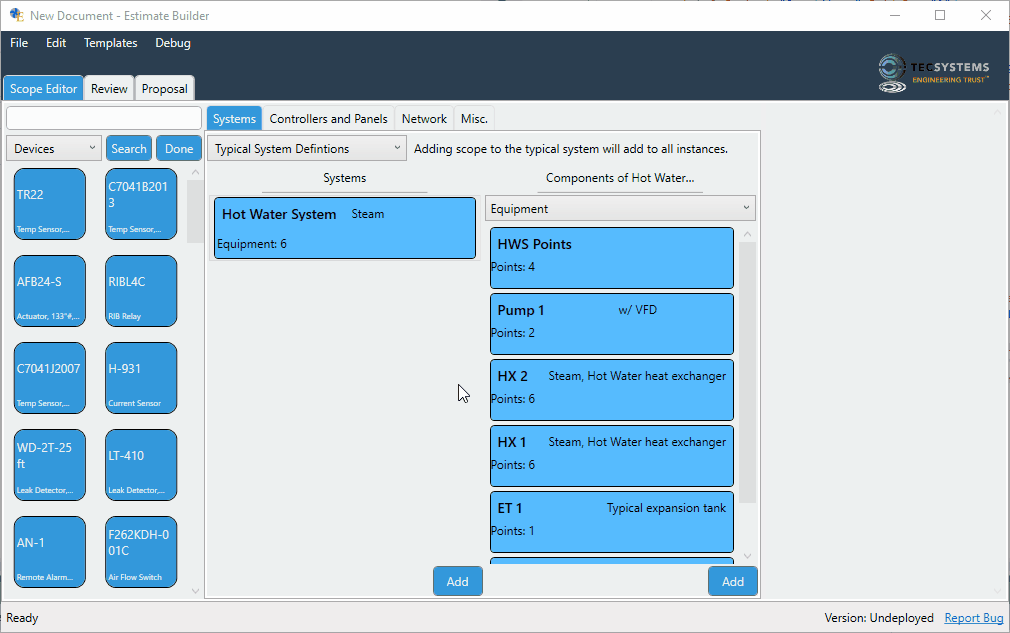 New Document - Estimate Builder
File Edit Templates Debug
TECSYSTEMS
ENGINEERING TRUST™
Scope Editor Review Proposal
Systems Controllers and Panels Network Misc.
Devices Search Done
Typical System Defintions Adding scope to the typical system will add to all instances.
Systems
Components of Hot Water...
Equipment
TR22
Temp Sensor,...
C7041B201
3
Temp Sensor,...
AFB24-S
Actuator, 133"#,...
RIBL4C
RIB Relay
C7041J2007
Temp Sensor,...
H-931
Current Sensor
WD-2T-25
ft
Leak Detector,...
LT-410
Leak Detector,...
AN-1
Remote Alarm...
F262KDH-0
01C
Air Flow Switch
Hot Water System Steam
Equipment: 6
HWS Points
Points: 4
Pump 1 w/ VFD
Points: 2
HX 2 Steam, Hot Water heat exchanger
Points: 6
HX 1 Steam, Hot Water heat exchanger
Points: 6
ET 1 Typical expansion tank
Points: 1
Add Add
Ready
Version: Undeployed Report Bug